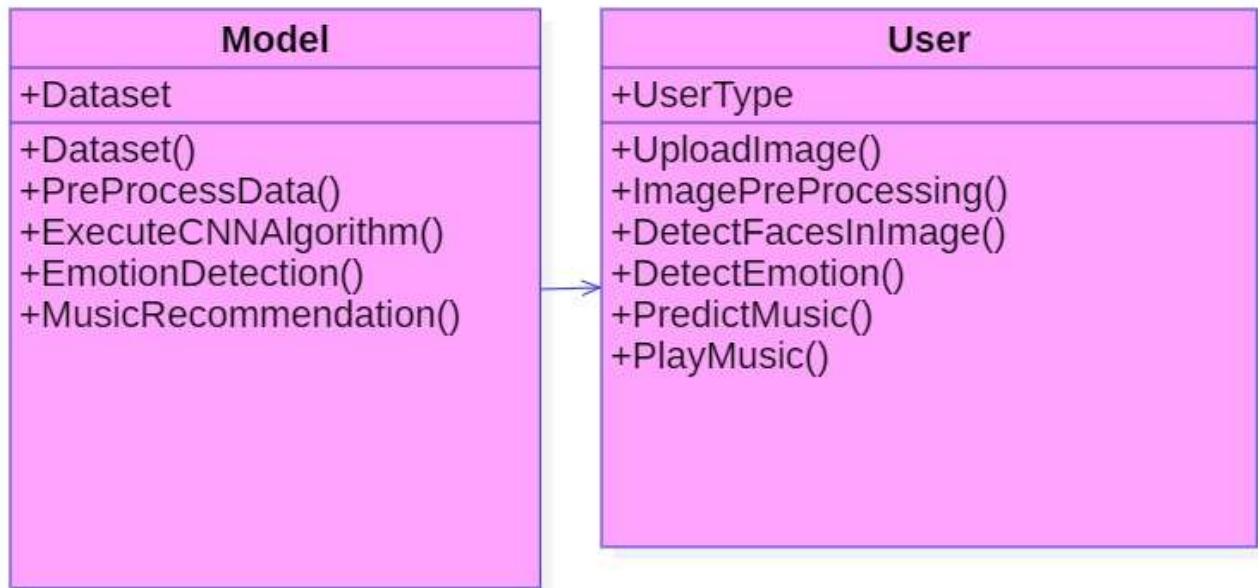 Model
+Dataset
+Dataset()
+PreProcessData()
+ExecuteCNNAlgorithm()
+EmotionDetection()
+MusicRecommendation()
User
+UserType
+UploadImage()
+ImagePreProcessing()
+DetectFacesInImage()
+DetectEmotion()
+PredictMusic()
+PlayMusic()